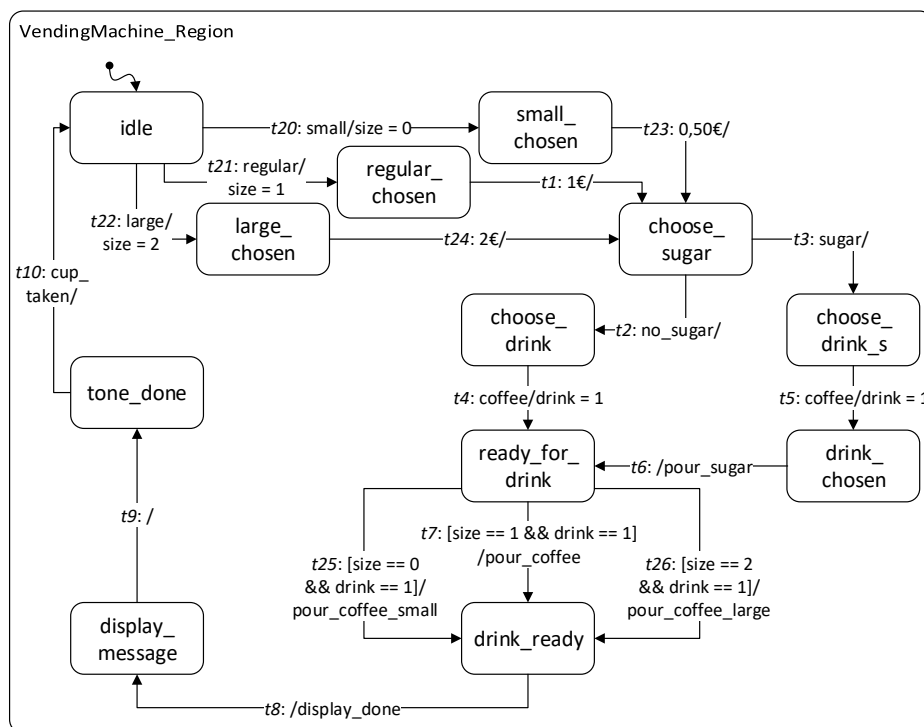 VendingMachine_Region
idle
t20: small/size = 0
small_
chosen
t23: 0,50€/
t21: regular/
size = 1
regular_
chosen
t1: 1€/
t22: large/
size = 2
large_
chosen
t24: 2€/
choose_
sugar
t3: sugar/
t10: cup_
taken/
choose_
drink
t2: no_sugar/
choose_
drink_s
tone_done
t4: coffee/drink = 1
t5: coffee/drink = 1
ready_for_
drink
t6: /pour_sugar
drink_
chosen
t9: /
t7: [size == 1 && drink == 1]
/pour_coffee
t25: [size == 0
&& drink == 1]/
pour_coffee_small
t26: [size == 2
&& drink == 1]/
pour_coffee_large
display_
message
drink_ready
t8: /display_done